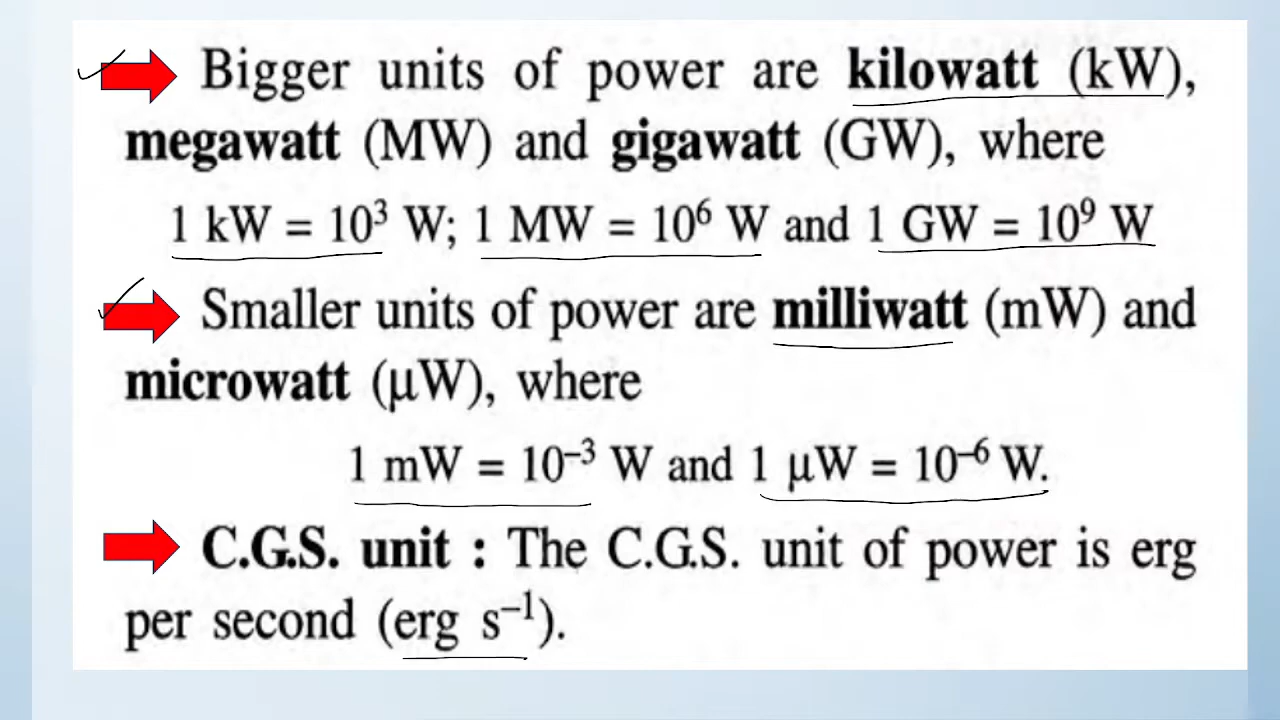 Bigger units of power are kilowatt (kW),
megawatt (MW) and gigawatt (GW), where
1 kW = 10³ W; 1 MW = 10⁶ W and 1 GW = 10⁹ W
Smaller units of power are milliwatt (mW) and
microwatt (μW), where
1 mW = 10⁻³ W and 1 μW = 10⁻⁶ W.
C.G.S. unit : The C.G.S. unit of power is erg
per second (erg s⁻¹).